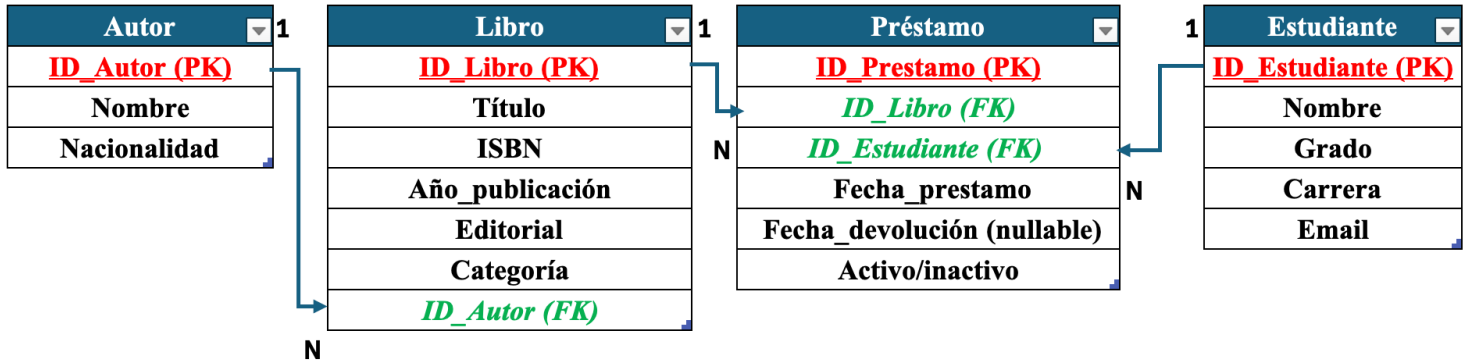 Autor
1
ID_Autor (PK)
Nombre
Nacionalidad
Libro
1
ID_Libro (PK)
Título
ISBN
Año_publicación
Editorial
Categoría
ID_Autor (FK)
N
Préstamo
ID_Prestamo (PK)
ID_Libro (FK)
N
ID_Estudiante (FK)
Fecha_prestamo
N
Fecha_devolución (nullable)
Activo/inactivo
1
Estudiante
ID_Estudiante (PK)
Nombre
Grado
Carrera
Email